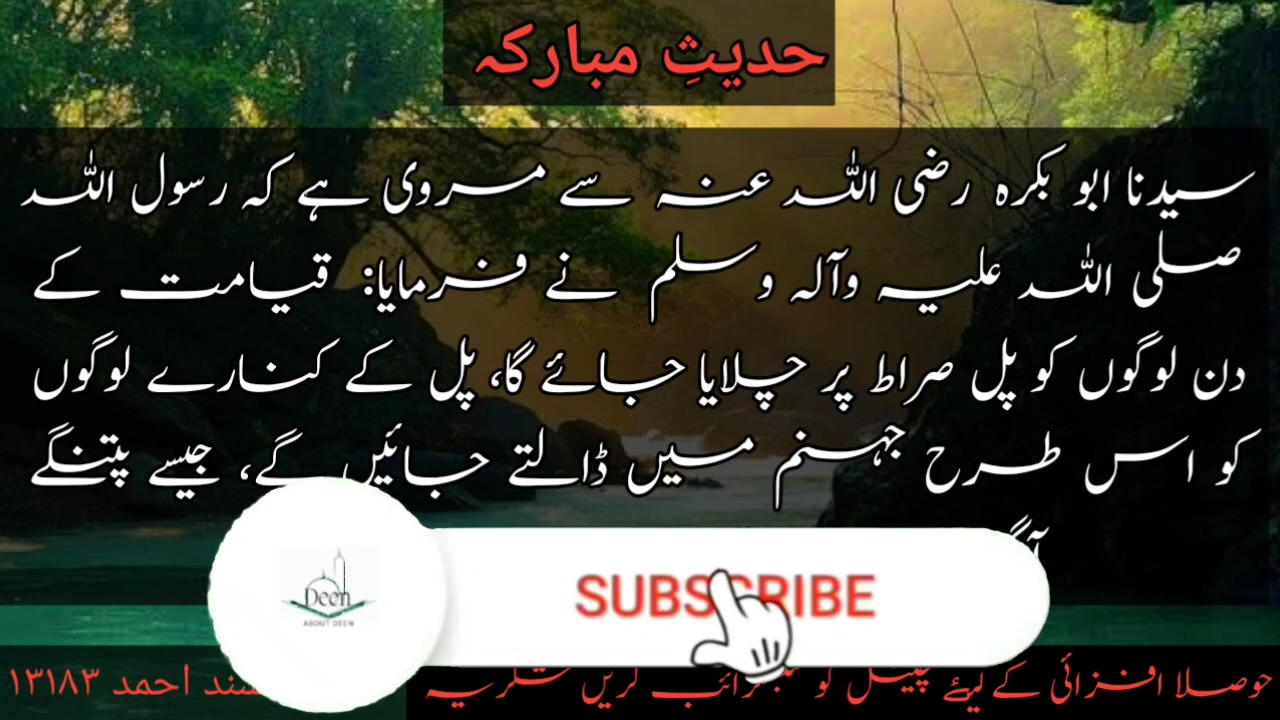 حدیثِ مبارکہ
سیدنا ابو بکرہ رضی اللہ عنہ سے مروی ہے کہ رسول اللہ
صلی اللہ علیہ وآلہ وسلم نے فرمایا: قیامت کے
دن لوگوں کو پل صراط پر چلایا جائے گا، پل کے کنارے لوگوں
کو اس طرح جہنم میں ڈالتے جائیں گے، جیسے پتنگے
Deen
ABOUT DEEN
SUBSCRIBE
حوصلا افزائی کے لیئے چینل کو سبسکرائب کریں شکریہ
مسند احمد ١٣١٨٣